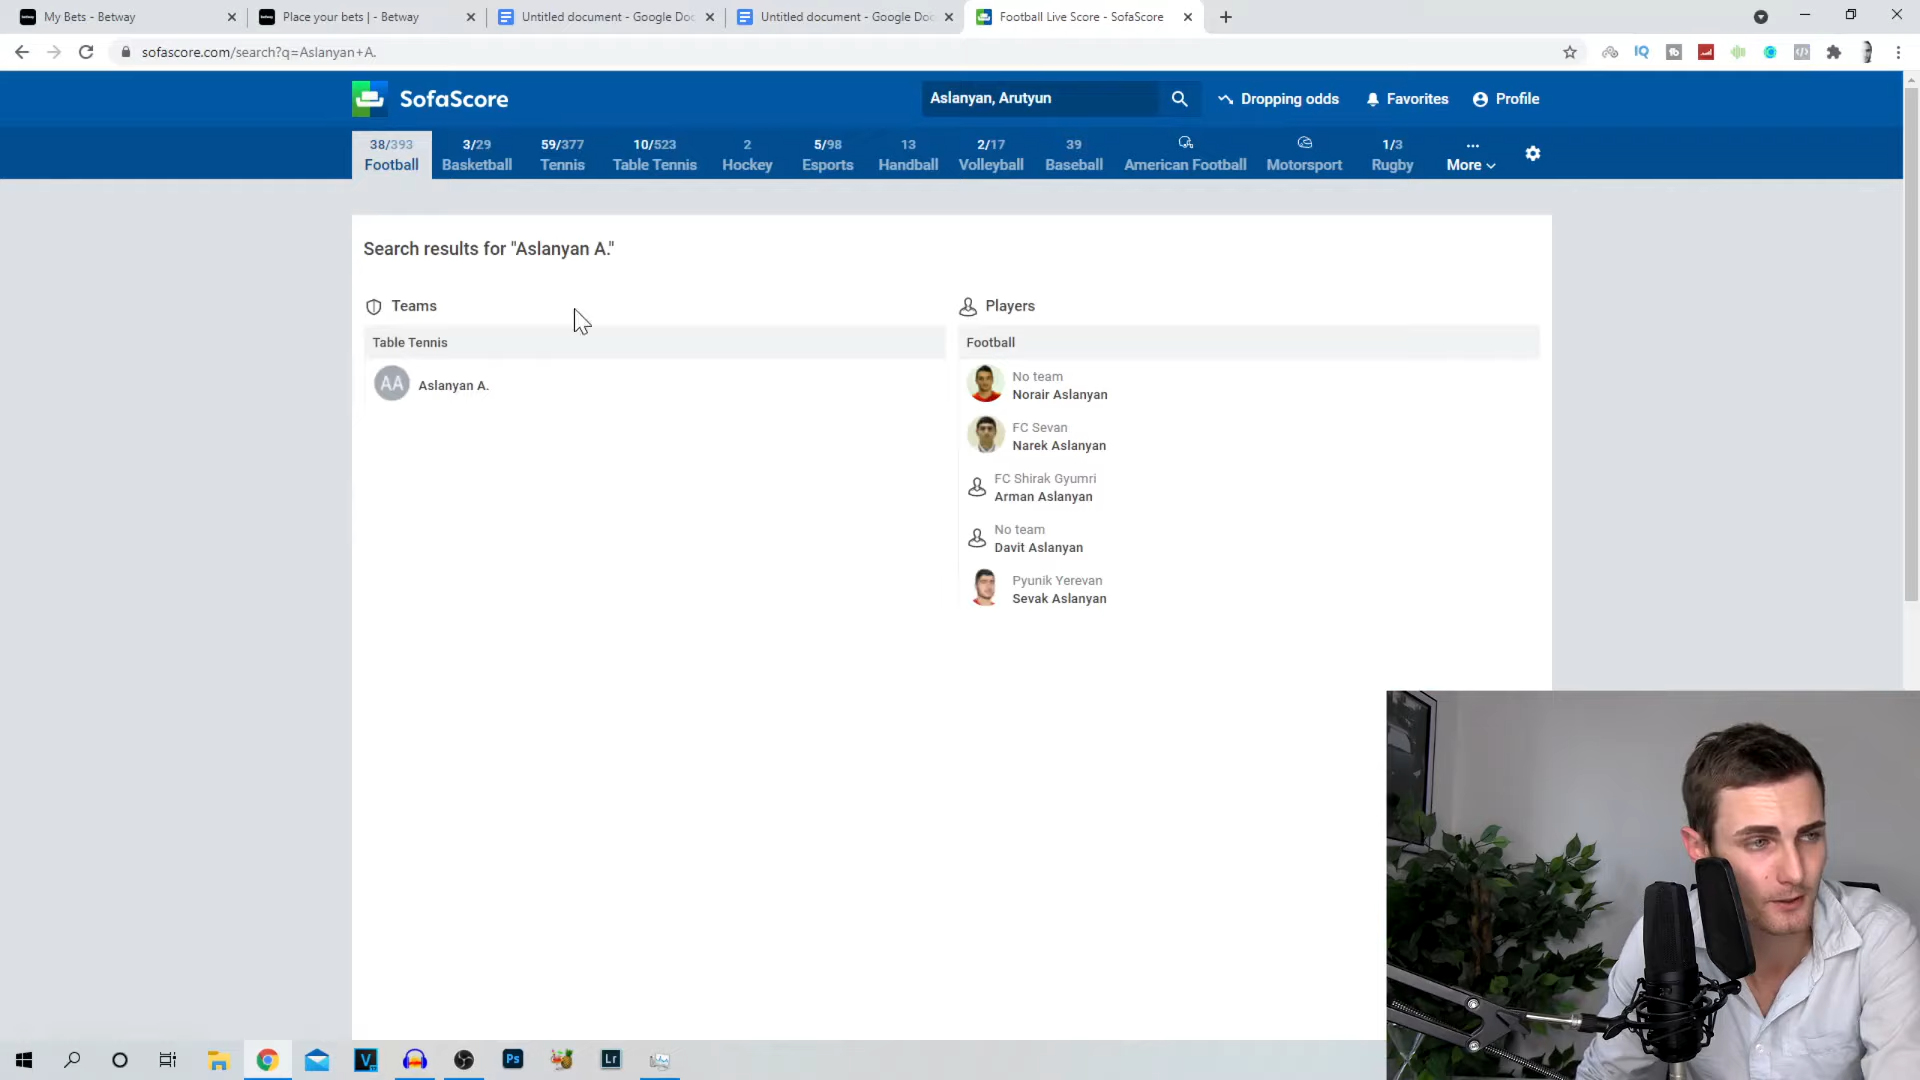 My Bets - Betway
Place your bets | - Betway
Untitled document - Google Doc
Untitled document - Google Doc
Football Live Score - SofaScore
sofascore.com/search?q=Aslanyan+A.
IQ
SofaScore
Aslanyan, Arutyun
Dropping odds
Favorites
Profile
38/393
3/29
59/377
10/523
2
5/98
13
2/17
39
1/3
...
Football
Basketball
Tennis
Table Tennis
Hockey
Esports
Handball
Volleyball
Baseball
American Football
Motorsport
Rugby
More
Search results for "Aslanyan A."
Teams
Table Tennis
AA
Aslanyan A.
Players
Football
No team
Norair Aslanyan
FC Sevan
Narek Aslanyan
FC Shirak Gyumri
Arman Aslanyan
No team
Davit Aslanyan
Pyunik Yerevan
Sevak Aslanyan
V
Ps
Lr